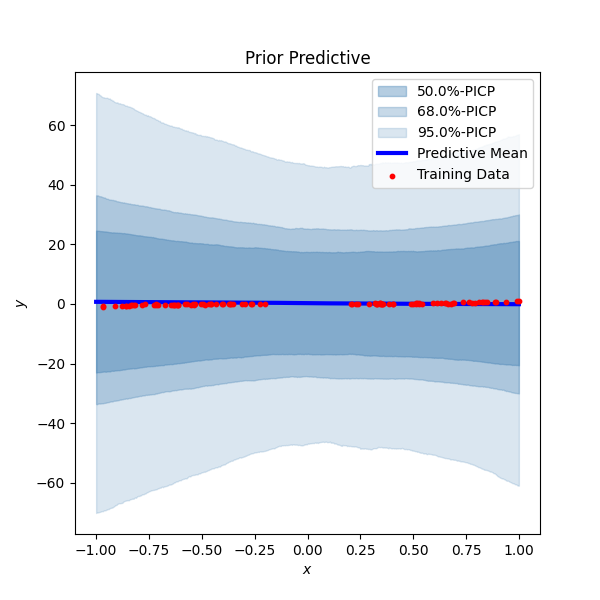 Prior Predictive
50.0%-PICP
68.0%-PICP
95.0%-PICP
Predictive Mean
Training Data
60
40
20
0
−20
−40
−60
y
−1.00 −0.75 −0.50 −0.25 0.00 0.25 0.50 0.75 1.00
x